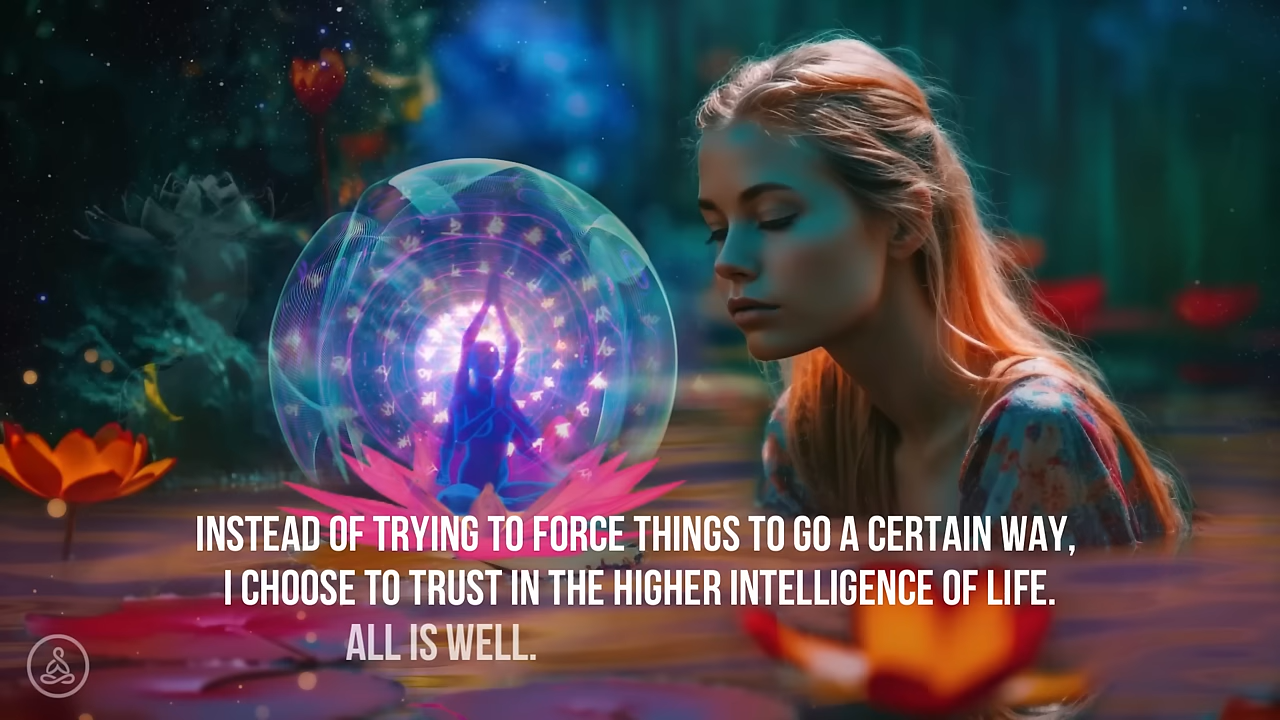 INSTEAD OF TRYING TO FORCE THINGS TO GO A CERTAIN WAY,
I CHOOSE TO TRUST IN THE HIGHER INTELLIGENCE OF LIFE.
ALL IS WELL.